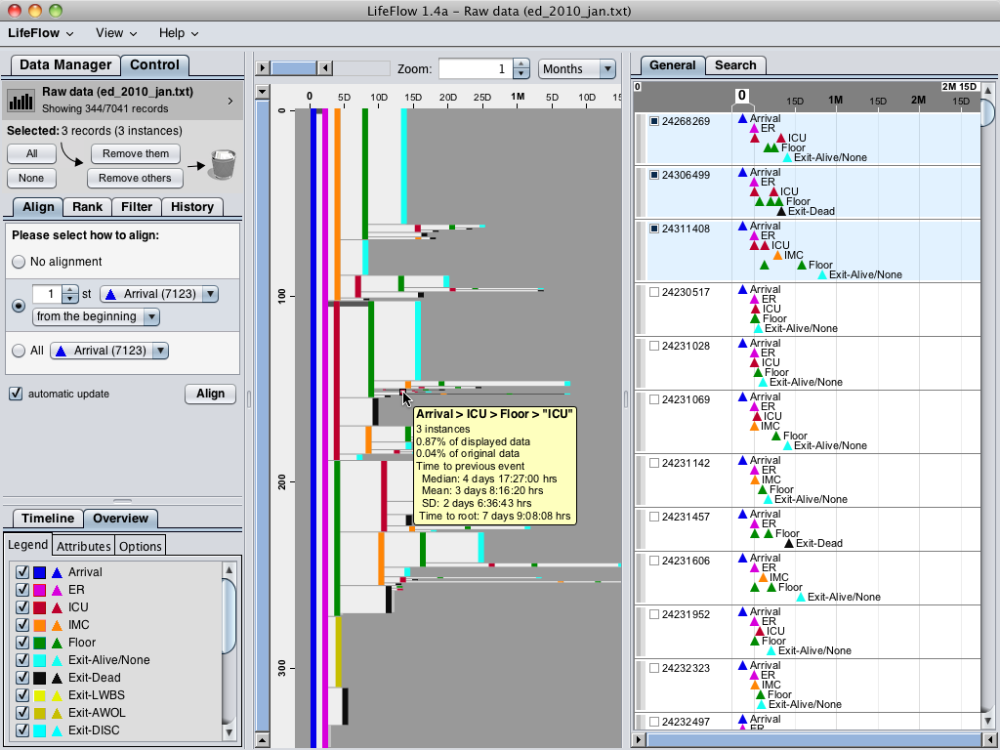 LifeFlow 1.4a - Raw data (ed_2010_jan.txt)
LifeFlow View Help
Data Manager Control
Raw data (ed_2010_jan.txt)
Showing 344/7041 records
Selected: 3 records (3 instances)
All Remove them
None Remove others
Align Rank Filter History
Please select how to align:
No alignment
1 st Arrival (7123)
from the beginning
All Arrival (7123)
automatic update Align
Timeline Overview
Legend Attributes Options
Arrival
ER
ICU
IMC
Floor
Exit-Alive/None
Exit-Dead
Exit-LWBS
Exit-AWOL
Exit-DISC
Zoom: 1 Months
0 5D 10D 15D 20D 25D 1M 5D 10D
0
100
200
300
Arrival > ICU > Floor > "ICU"
3 instances
0.87% of displayed data
0.04% of original data
Time to previous event
Median: 4 days 17:27:00 hrs
Mean: 3 days 8:16:20 hrs
SD: 2 days 6:36:43 hrs
Time to root: 7 days 9:08:08 hrs
General Search
0 2M 15D
0 15D 1M 15D 2M 15D
24268269 Arrival
ER
ICU
Floor
Exit-Alive/None
24306499 Arrival
ER
ICU
Floor
Exit-Dead
24311408 Arrival
ER
ICU
IMC
Floor
Exit-Alive/None
24230517 Arrival
ER
ICU
Floor
Exit-Alive/None
24231028 Arrival
ER
ICU
Floor
Exit-Alive/None
24231069 Arrival
ER
ICU
IMC
Floor
Exit-Alive/None
24231142 Arrival
ER
IMC
Floor
Exit-Alive/None
24231457 Arrival
ER
Floor
Exit-Dead
24231606 Arrival
ER
IMC
Floor
Exit-Alive/None
24231952 Arrival
ER
ICU
Floor
Exit-Alive/None
24232323 Arrival
ER
IMC
Floor
Exit-Alive/None
24232497 Arrival
ER